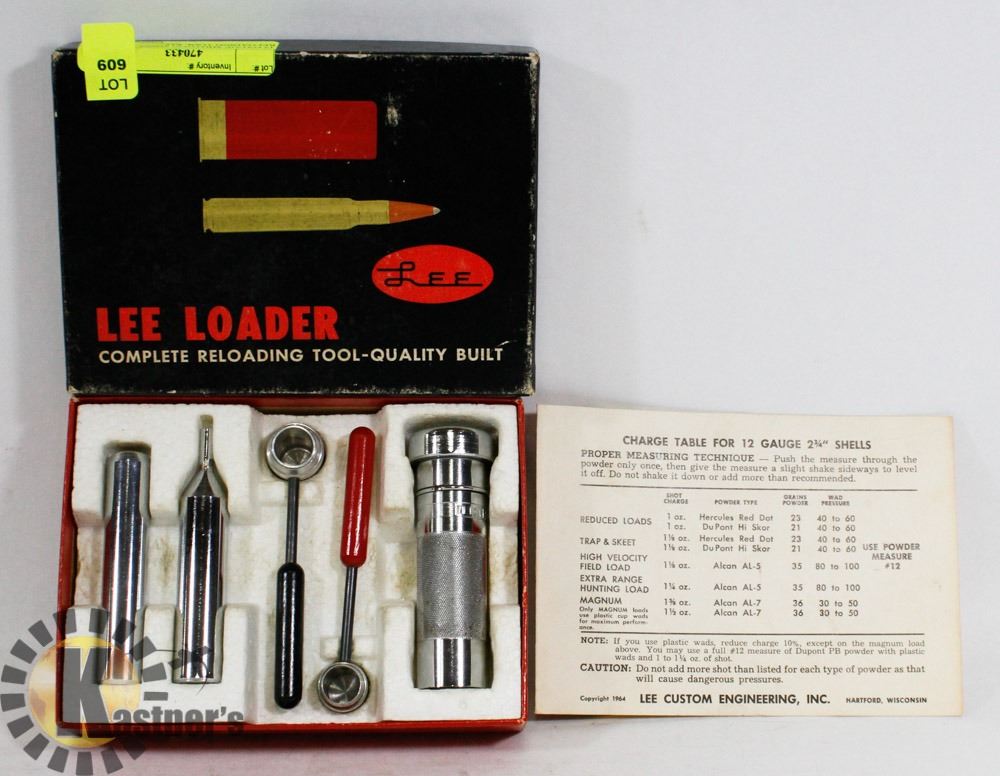 LOT
609
Lot #:
Inventory #:
470433
LEE
LEE LOADER
COMPLETE RELOADING TOOL-QUALITY BUILT
CHARGE TABLE FOR 12 GAUGE 2¾" SHELLS
PROPER MEASURING TECHNIQUE — Push the measure through the
powder only once, then give the measure a slight shake sideways to level
it off. Do not shake it down or add more than recommended.
SHOT CHARGE POWDER TYPE GRAINS POWDER WAD PRESSURE
REDUCED LOADS 1 oz. Hercules Red Dot 23 40 to 60
1 oz. Du Pont Hi Skor 21 40 to 60
TRAP & SKEET 1⅛ oz. Hercules Red Dot 23 40 to 60
1⅛ oz. Du Pont Hi Skor 21 40 to 60
USE POWDER
MEASURE
#12
HIGH VELOCITY
FIELD LOAD 1⅛ oz. Alcan AL-5 35 80 to 100
EXTRA RANGE
HUNTING LOAD 1¼ oz. Alcan AL-5 35 80 to 100
MAGNUM 1⅜ oz. Alcan AL-7 36 30 to 50
Only MAGNUM loads 1½ oz. Alcan AL-7 36 30 to 50
use plastic cup wads
for maximum perform-
ance.
NOTE: If you use plastic wads, reduce charge 10%, except on the magnum load
above. You may use a full #12 measure of Dupont PB powder with plastic
wads and 1 to 1¼ oz. of shot.
CAUTION: Do not add more shot than listed for each type of powder as that
will cause dangerous pressures.
Copyright 1964 LEE CUSTOM ENGINEERING, INC. HARTFORD, WISCONSIN
Kastner's